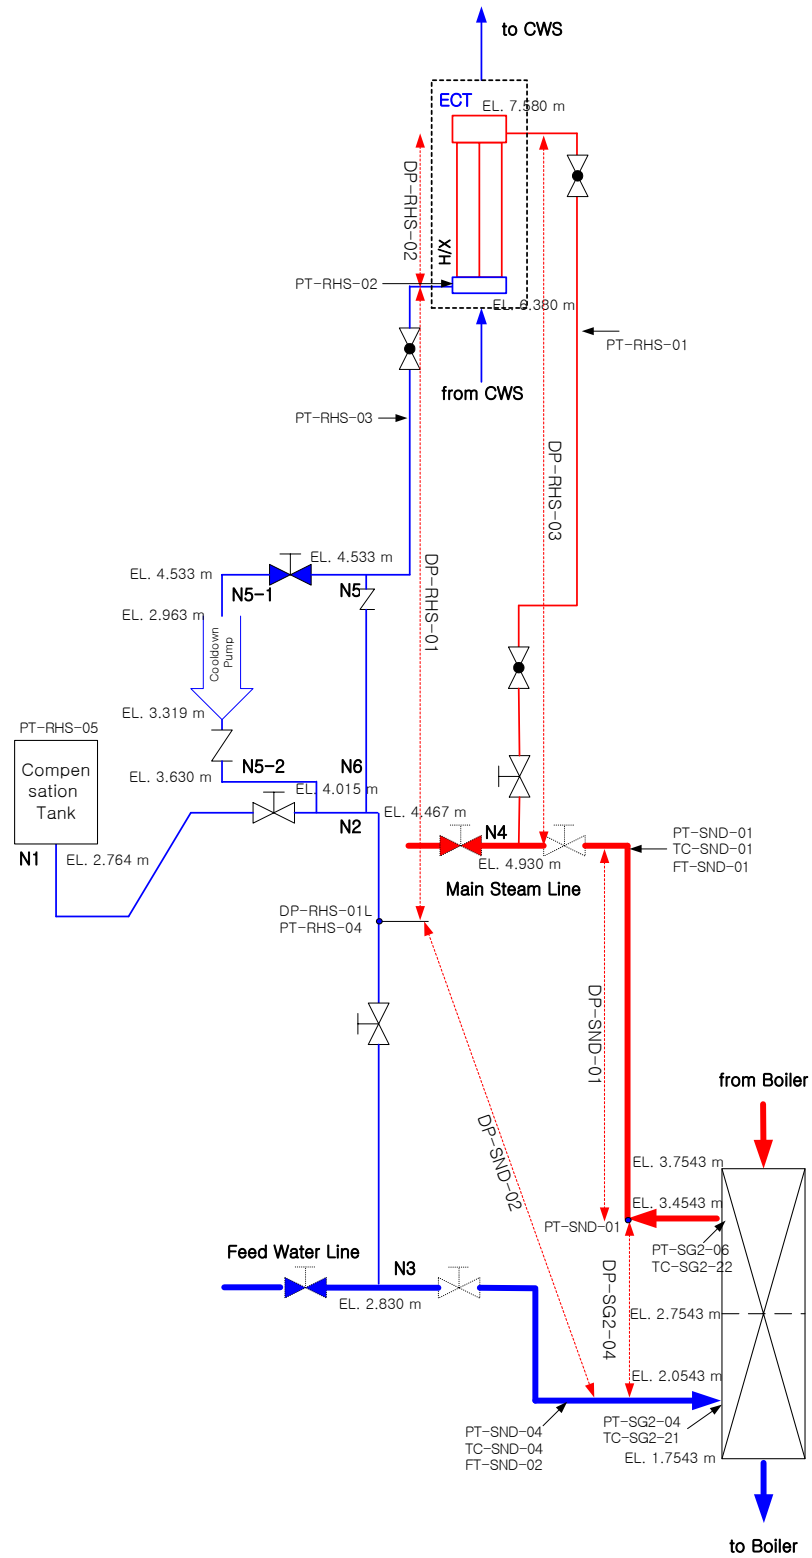 to CWS
ECT
EL. 7.580 m
DP-RHS-02
H/X
PT-RHS-02
EL. 6.380 m
PT-RHS-01
from CWS
PT-RHS-03
DP-RHS-03
DP-RHS-01
EL. 4.533 m
EL. 4.533 m
N5-1
N5
EL. 2.963 m
Cooldown
Pump
EL. 3.319 m
PT-RHS-05
Compen
sation
Tank
N5-2
N6
EL. 3.630 m
EL. 4.015 m
N2
EL. 4.467 m
N4
PT-SND-01
TC-SND-01
FT-SND-01
N1
EL. 2.764 m
EL. 4.930 m
Main Steam Line
DP-RHS-01L
PT-RHS-04
DP-SND-01
from Boiler
DP-SND-02
EL. 3.7543 m
EL. 3.4543 m
PT-SND-01
PT-SG2-06
TC-SG2-22
Feed Water Line
N3
DP-SG2-04
EL. 2.830 m
EL. 2.7543 m
EL. 2.0543 m
PT-SND-04
TC-SND-04
FT-SND-02
PT-SG2-04
TC-SG2-21
EL. 1.7543 m
to Boiler